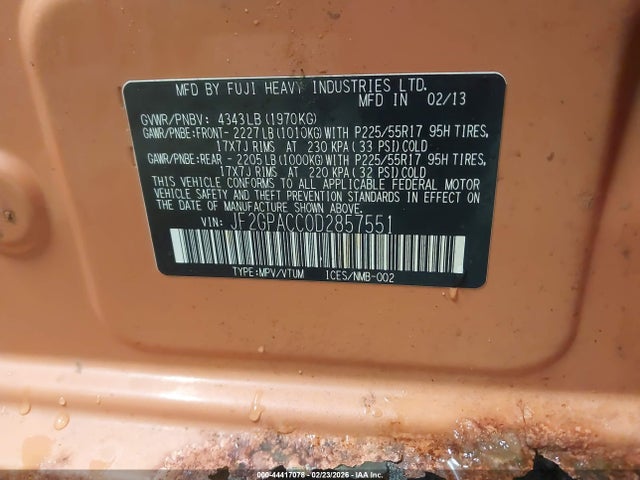 MFD BY FUJI HEAVY INDUSTRIES LTD.
MFD IN 02/13
GVWR/PNBV: 4343LB(1970KG)
GAWR/PNBE:FRONT- 2227LB(1010KG)WITH P225/55R17 95H TIRES,
17X7J RIMS AT 230 KPA(33 PSI)COLD
GAWR/PNBE:REAR - 2205LB(1000KG)WITH P225/55R17 95H TIRES,
17X7J RIMS AT 220 KPA(32 PSI)COLD
THIS VEHICLE CONFORMS TO ALL APPLICABLE FEDERAL MOTOR
VEHICLE SAFETY AND THEFT PREVENTION STANDARDS IN EFFECT ON
THE DATE OF MANUFACTURE SHOWN ABOVE.
VIN: JF2GPACC0D2857551
TYPE:MPV/VTUM 1CES/NMB-002
000-44417078 - 02/23/2026 - IAA Inc.